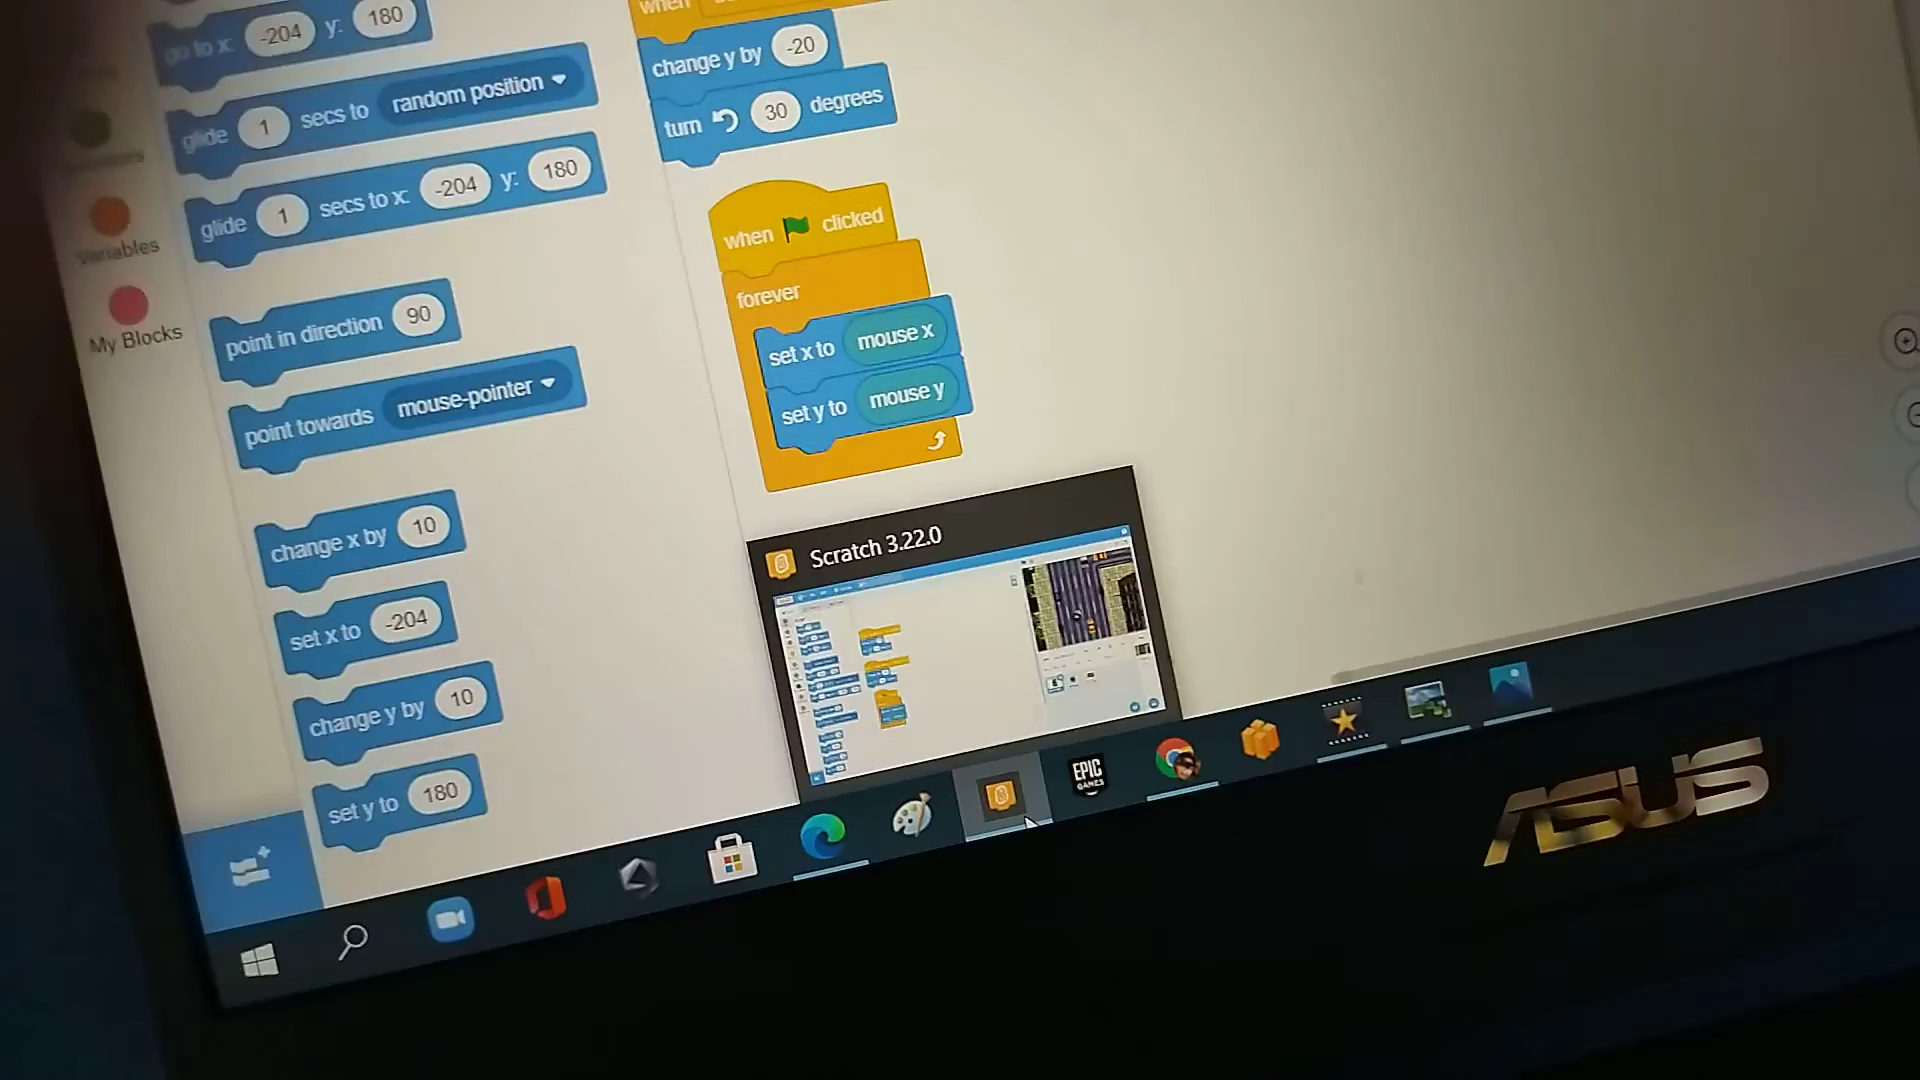 go to x: -204 y: 180
glide 1 secs to random position
glide 1 secs to x: -204 y: 180
Variables
My Blocks
point in direction 90
point towards mouse-pointer
change x by 10
set x to -204
change y by 10
set y to 180
when
change y by -20
turn 30 degrees
when clicked
forever
set x to mouse x
set y to mouse y
Scratch 3.22.0
EPIC
GAMES
ASUS